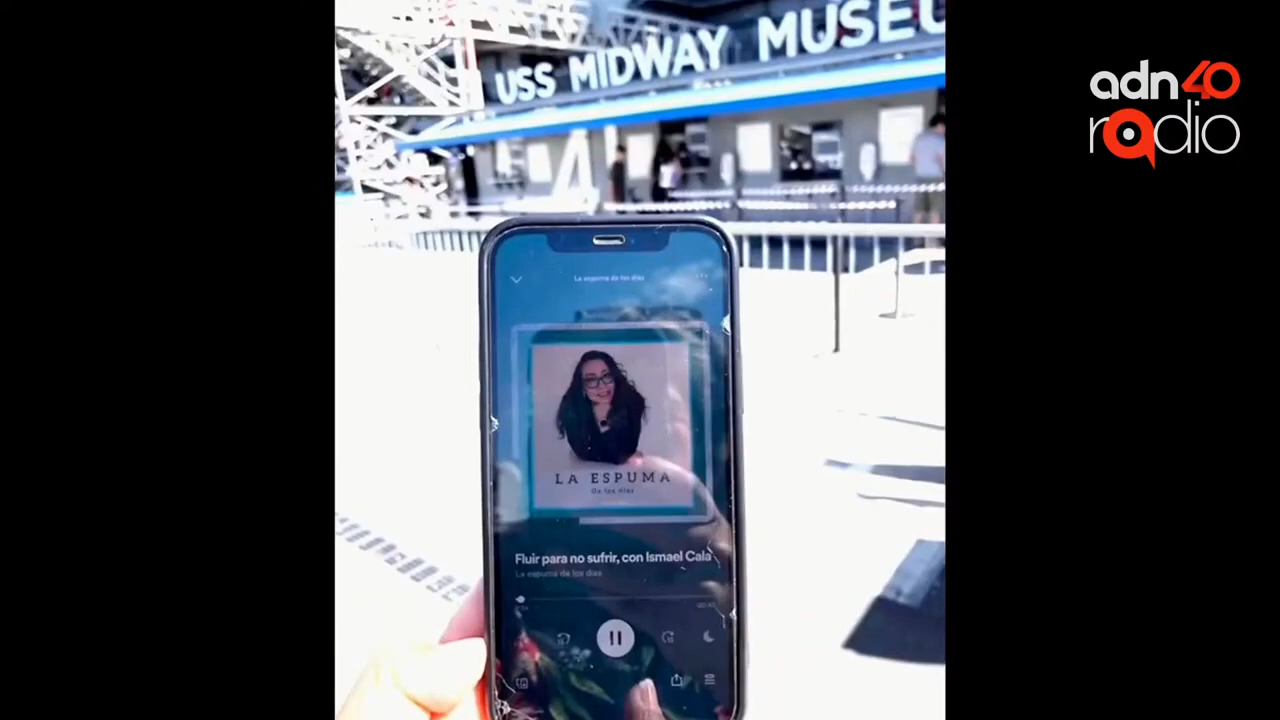 USS MIDWAY MUSEU
adn40
radio
La espuma de los días
LA ESPUMA
De los días
Fluir para no sufrir, con Ismael Cala
La espuma de los días